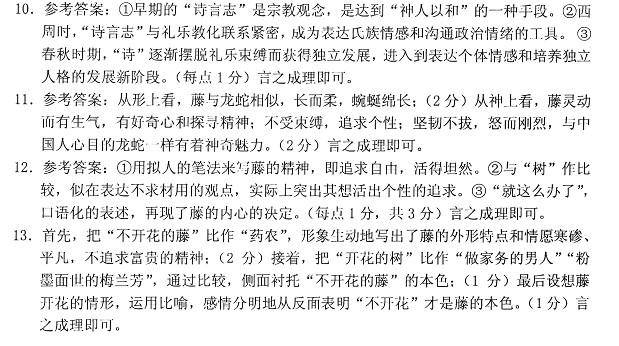 10．参考答案：①早期的“诗言志”是宗教观念，是达到“神人以和”的一种手段。②西
周时，“诗言志”与礼乐教化联系紧密，成为表达氏族情感和沟通政治情绪的工具。 ③
春秋时期，“诗”逐渐摆脱礼乐束缚而获得独立发展，进入到表达个体情感和培养独立
人格的发展新阶段。（每点 1 分）言之成理即可。
11．参考答案：从形上看，藤与龙蛇相似，长而柔，蜿蜒绵长；（2 分）从神上看，藤灵动
而有生气，有好奇心和探寻精神；不受束缚，追求个性；坚韧不拔，怒而刚烈，与中
国人心目的龙蛇一样有着神奇魅力。（2 分）言之成理即可。
12．参考答案：①用拟人的笔法来写藤的精神，即追求自由，活得坦然。②与“树”作比
较，似在表达不求材用的观点，实际上突出其想活出个性的追求。③“就这么办了”，
口语化的表述，再现了藤的内心的决定。（每点 1 分，共 3 分）言之成理即可。
13．首先，把“不开花的藤”比作“药农”，形象生动地写出了藤的外形特点和情愿寒碜、
平凡，不追求富贵的精神；（2 分）接着，把“开花的树”比作“做家务的男人”“粉
墨面世的梅兰芳”，通过比较，侧面衬托“不开花的藤”的本色；（1 分）最后设想藤
开花的情形，运用比喻，感情分明地从反面表明“不开花”才是藤的本色。（1 分）言
之成理即可。